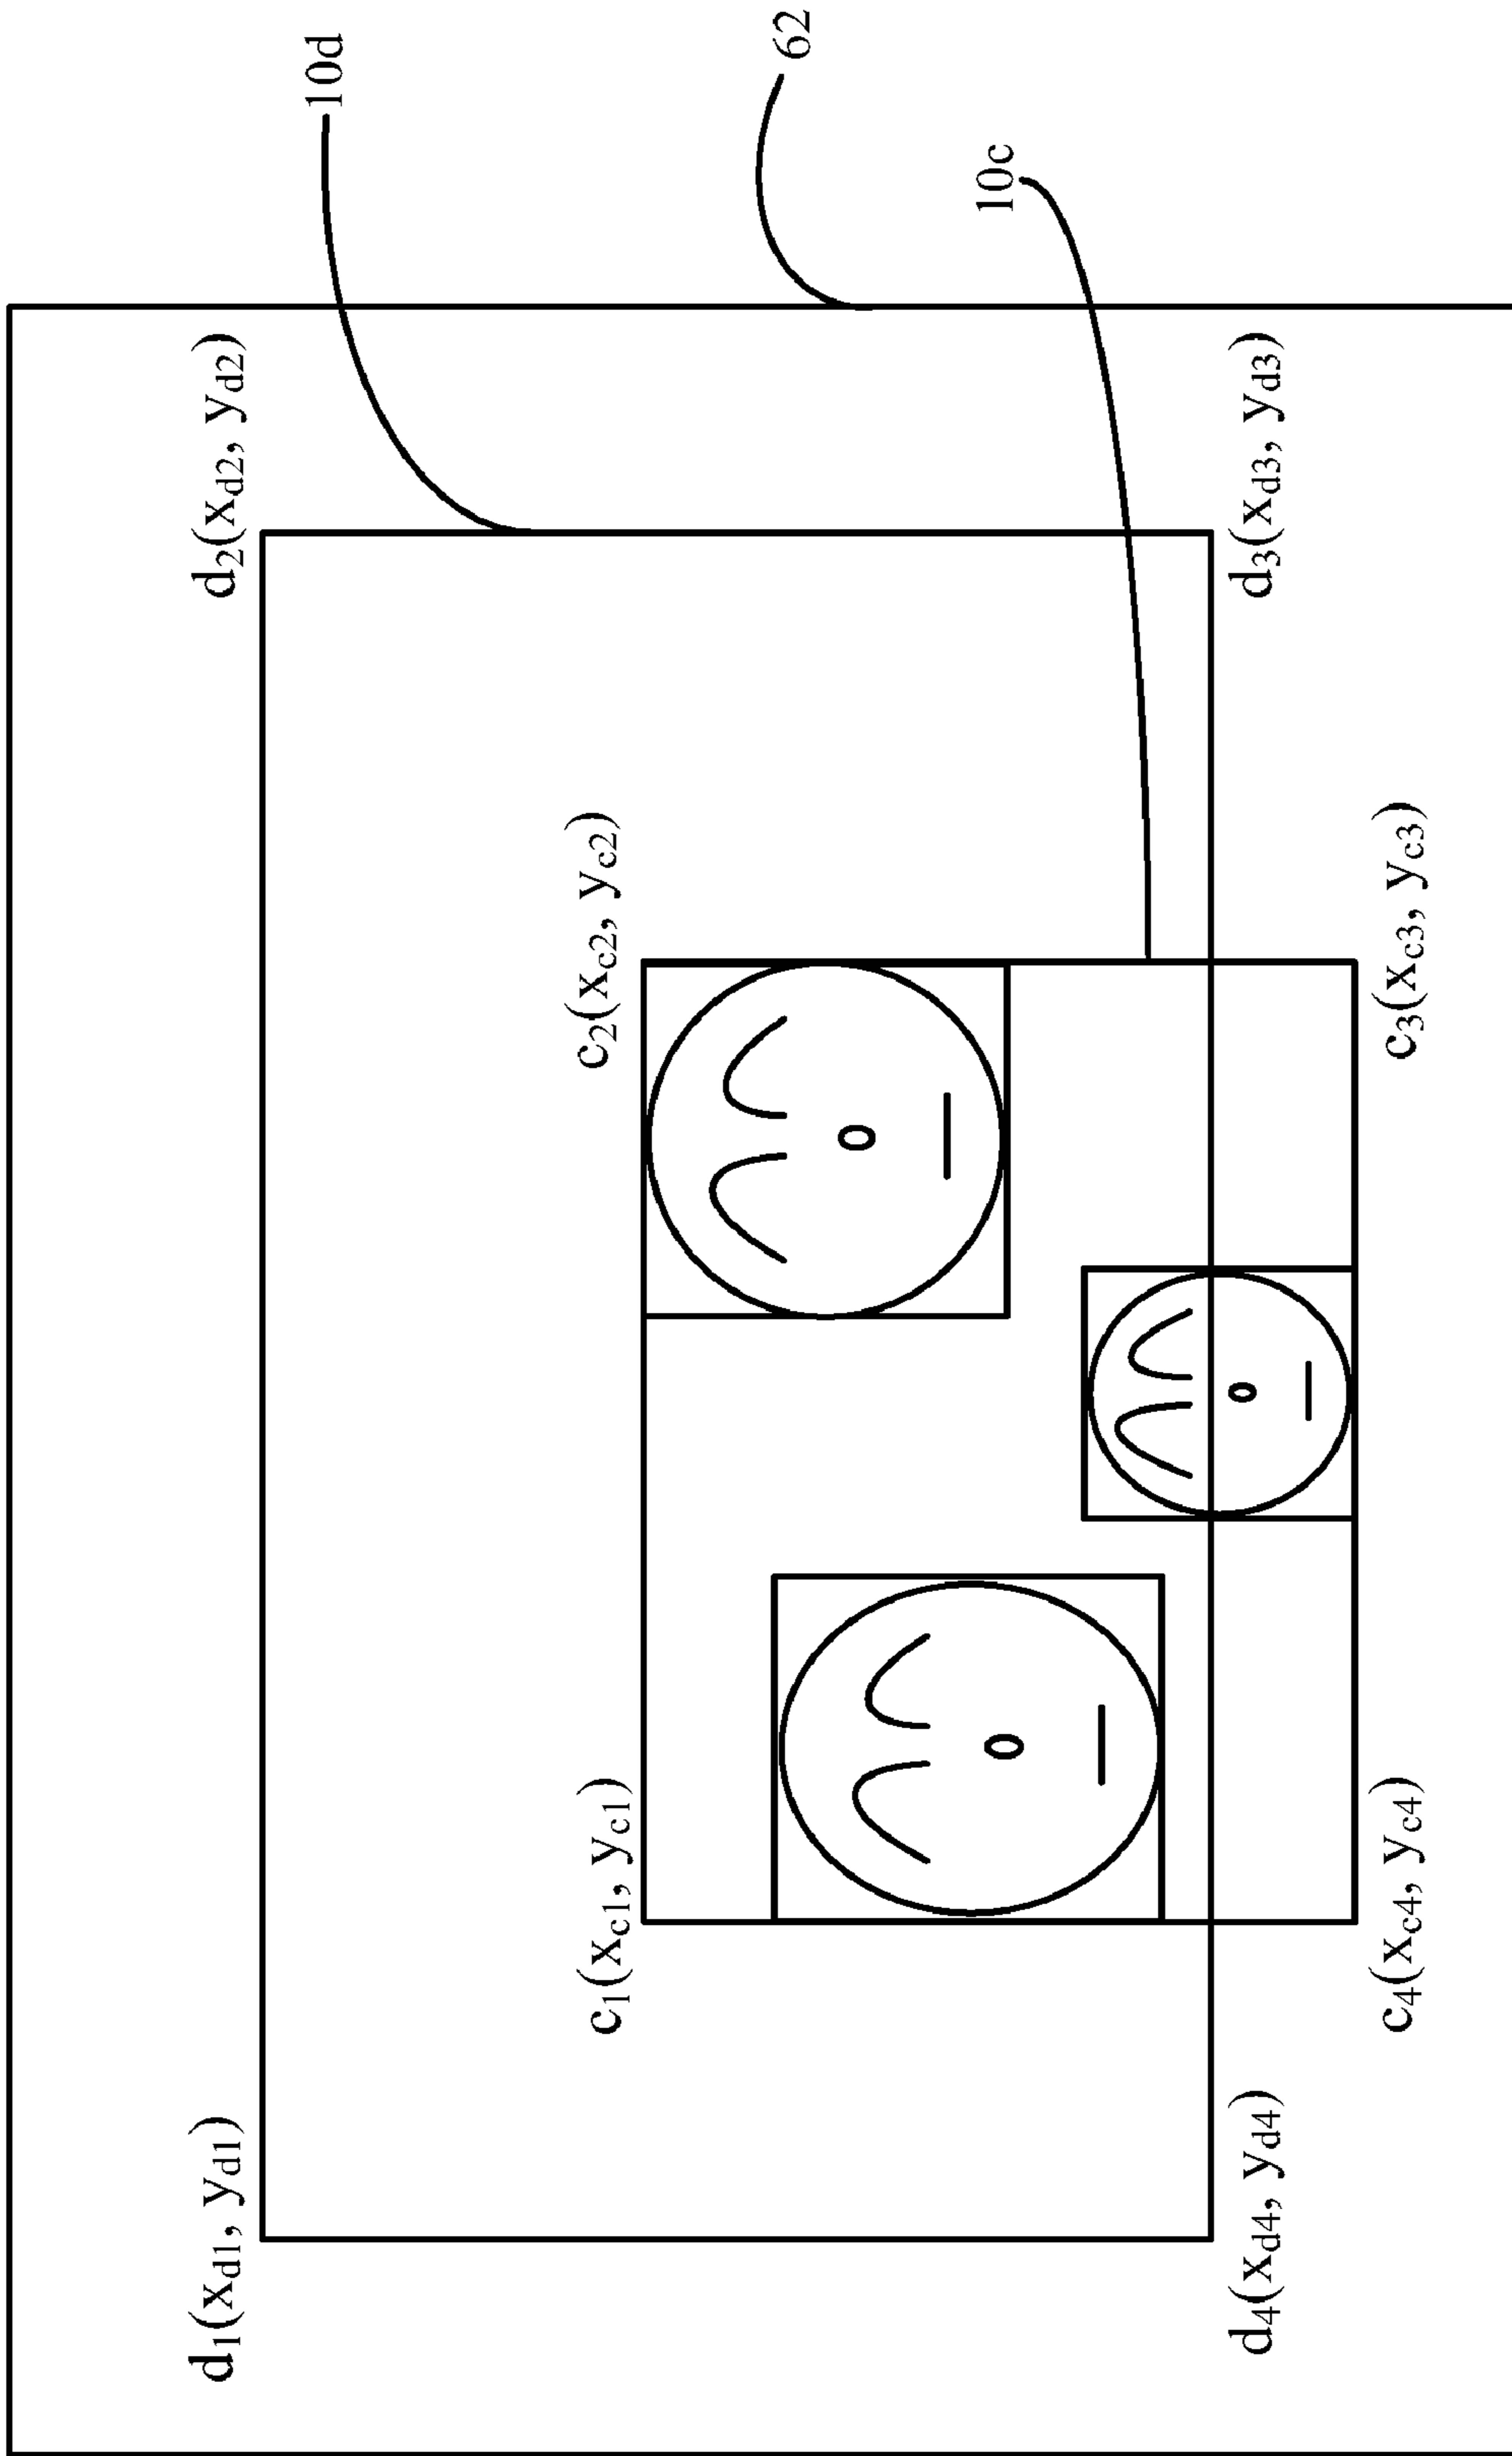 d1(xd1, yd1)
d2(xd2, yd2)
10d
62
c1(xc1, yc1)
c2(xc2, yc2)
10c
d4(xd4, yd4)
d3(xd3, yd3)
c4(xc4, yc4)
c3(xc3, yc3)